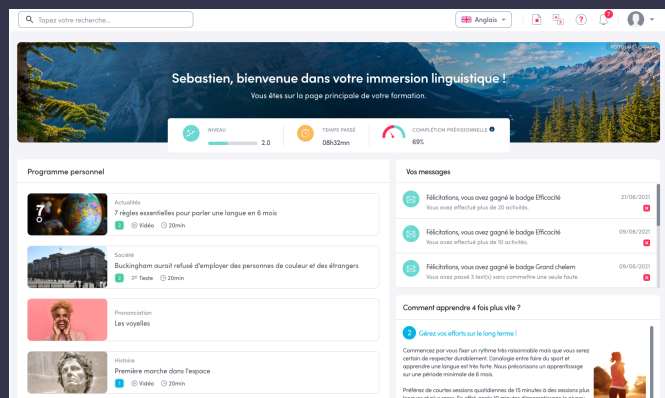 Tapez votre recherche...
Anglais
7
Sebastien, bienvenue dans votre immersion linguistique !
Vous êtes sur la page principale de votre formation.
NIVEAU
2.0
TEMPS PASSÉ
08h32mn
COMPLÉTION PRÉVISIONNELLE
69%
Programme personnel
Actualités
7 règles essentielles pour parler une langue en 6 mois
2 Vidéo 20min
Société
Buckingham aurait refusé d'employer des personnes de couleur et des étrangers
2 Texte 20min
Prononciation
Les voyelles
Histoire
Première marche dans l'espace
1 Vidéo 20min
Vos messages
Félicitations, vous avez gagné le badge Efficacité 21/06/2021
Vous avez effectué plus de 20 activités.
Félicitations, vous avez gagné le badge Efficacité 09/06/2021
Vous avez effectué plus de 10 activités.
Félicitations, vous avez gagné le badge Grand chelem 09/06/2021
Vous avez passé 3 test(s) sans commettre une seule faute.
Comment apprendre 4 fois plus vite ?
2 Gérez vos efforts sur le long terme !
Commencez par vous fixer un rythme très raisonnable mais que vous serez
certain de respecter durablement. L'analogie entre faire du sport et
apprendre une langue est très forte. Nous préconisons un apprentissage
sur une période minimale de 6 mois.
Préférez de courtes sessions quotidiennes de 15 minutes à des sessions plus